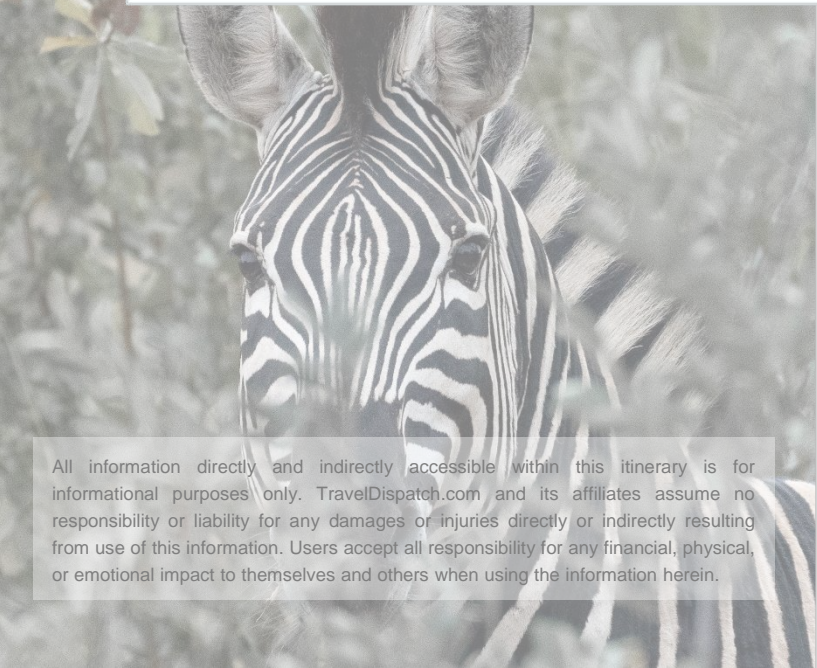 All information directly and indirectly accessible within this itinerary is for
informational purposes only. TravelDispatch.com and its affiliates assume no
responsibility or liability for any damages or injuries directly or indirectly resulting
from use of this information. Users accept all responsibility for any financial, physical,
or emotional impact to themselves and others when using the information herein.